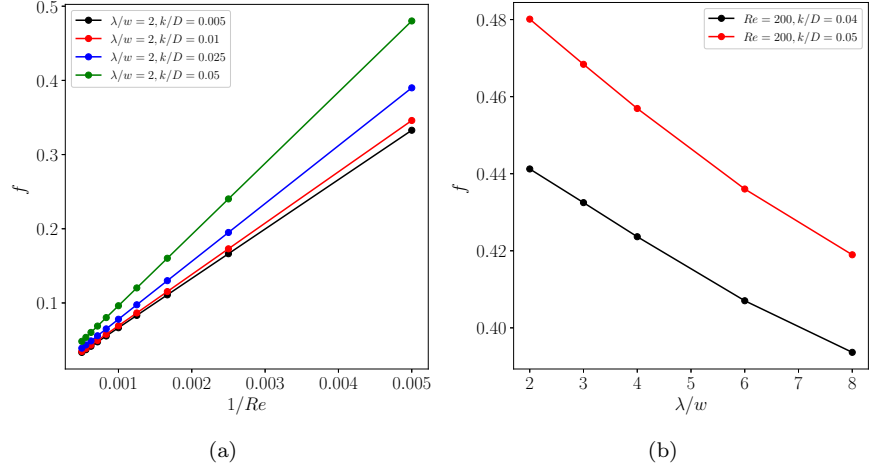 0.5
0.4
0.3
0.2
0.1
f
λ/w = 2, k/D = 0.005
λ/w = 2, k/D = 0.01
λ/w = 2, k/D = 0.025
λ/w = 2, k/D = 0.05
0.001 0.002 0.003 0.004 0.005
1/Re
(a)
0.48
0.46
0.44
0.42
0.40
f
Re = 200, k/D = 0.04
Re = 200, k/D = 0.05
2 3 4 5 6 7 8
λ/w
(b)